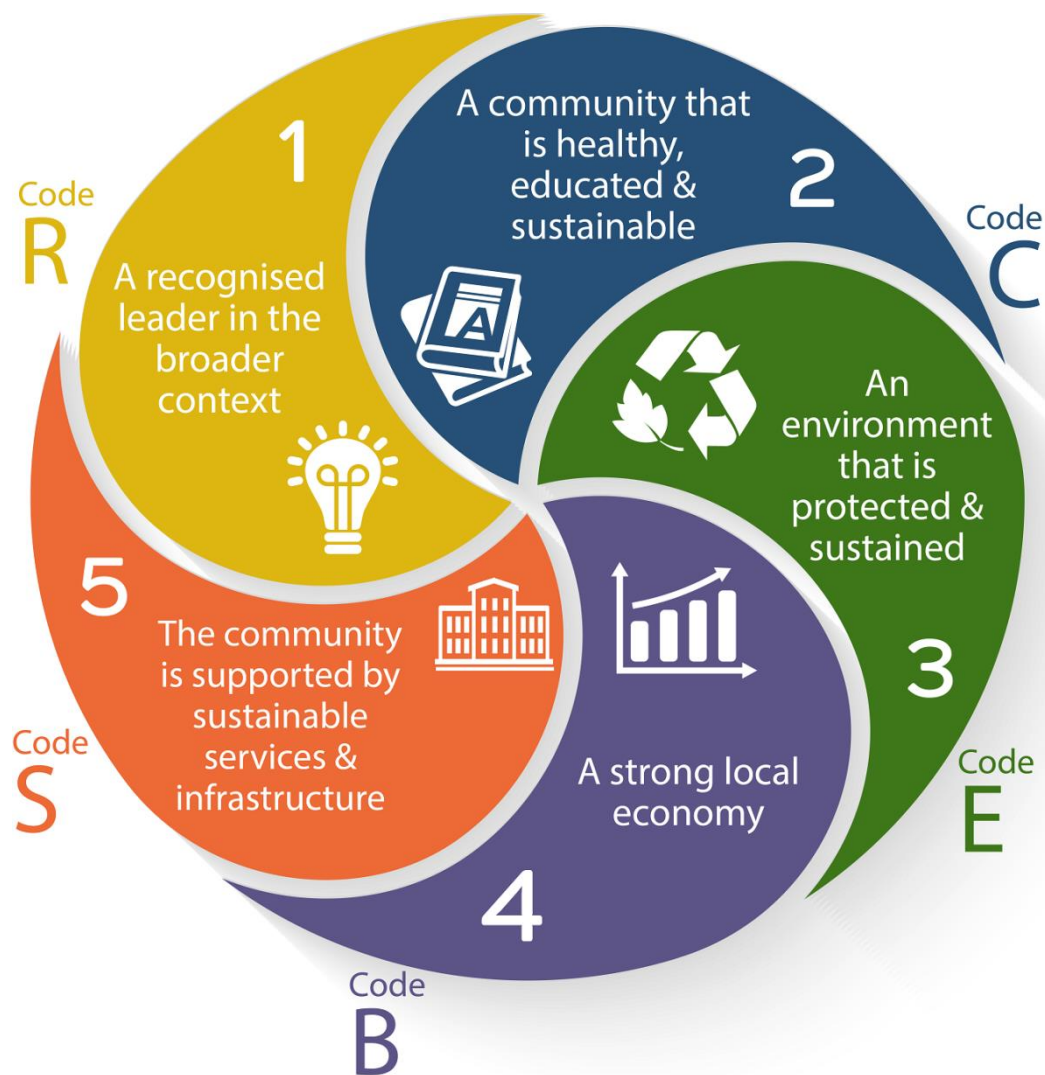 Code
R
1
A recognised
leader in the
broader
context
A community that
is healthy,
educated &
sustainable
2
A
Code
C
An
environment
that is
protected &
sustained
3
Code
E
A strong local
economy
4
Code
B
5
The community
is supported by
sustainable
services &
infrastructure
Code
S